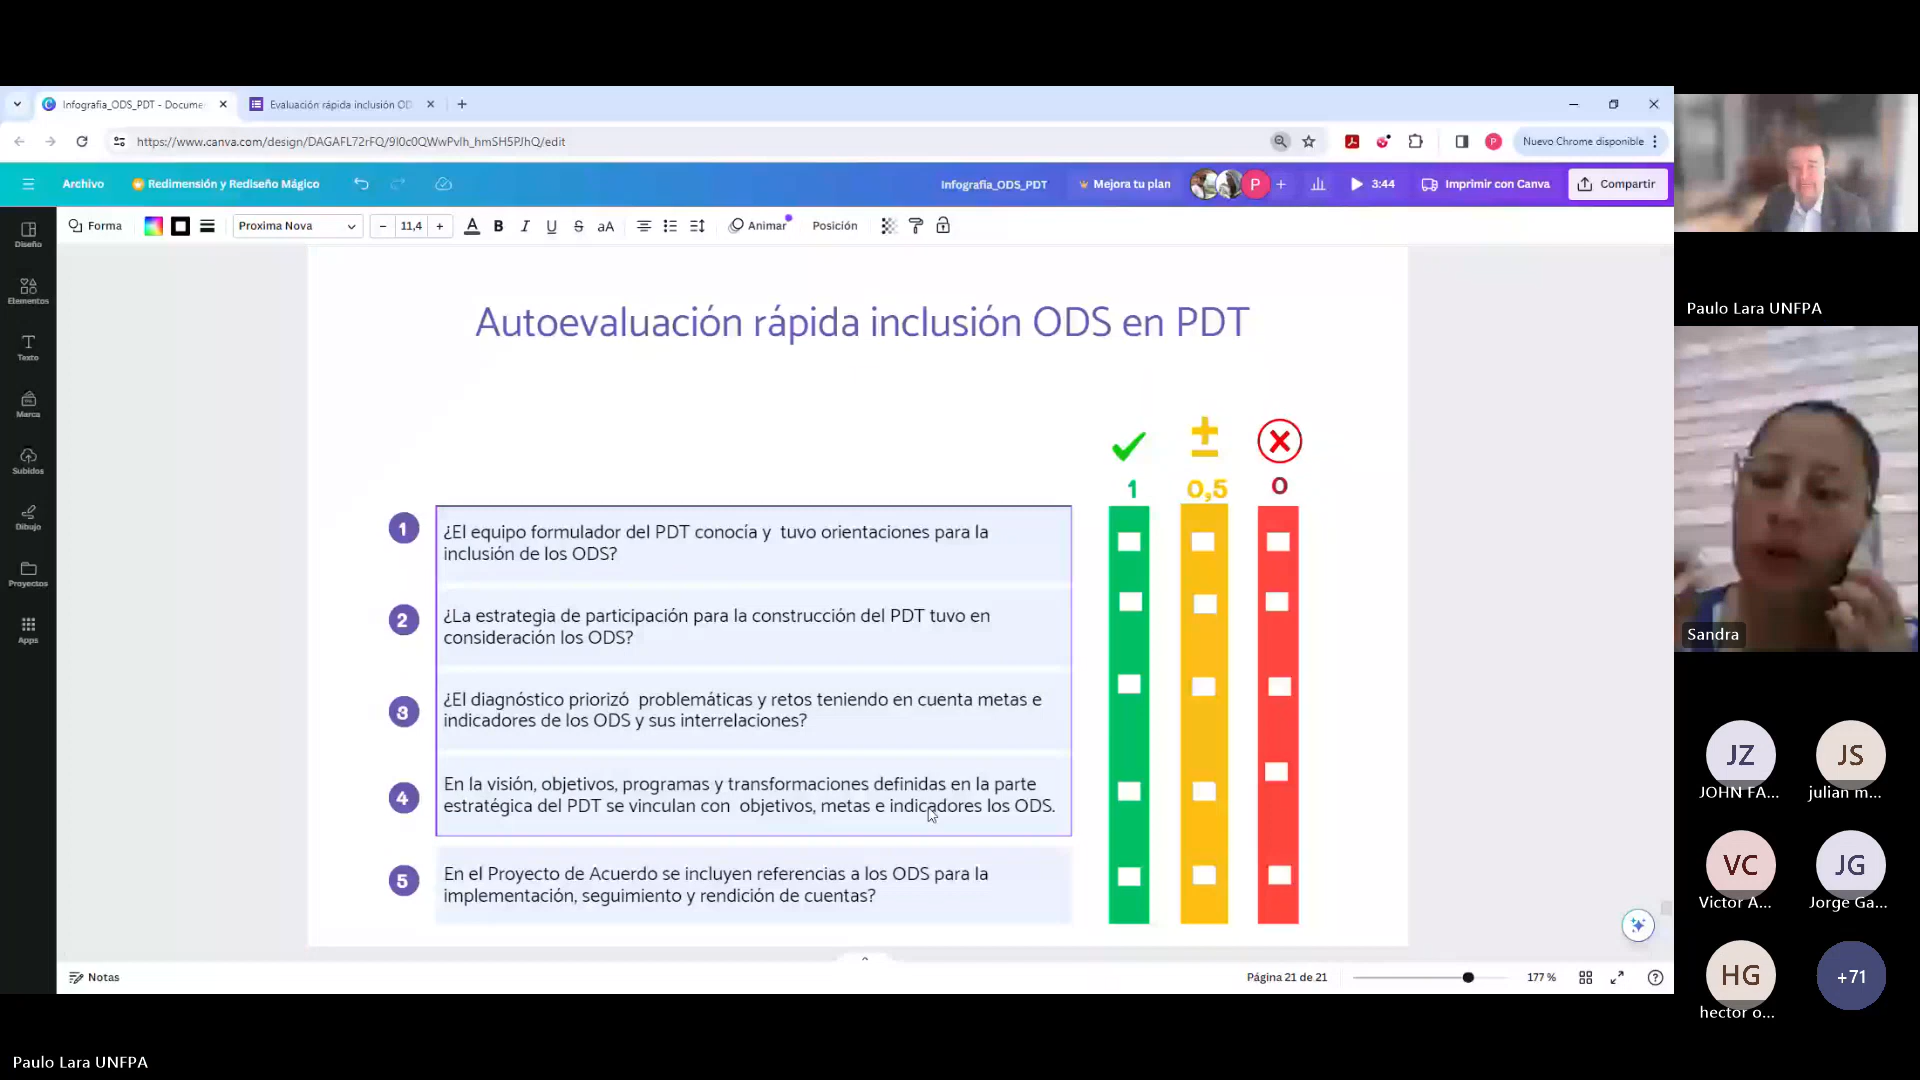 Infografia_ODS_PDT - Docume
Evaluación rápida inclusión OD
https://www.canva.com/design/DAGAFL72rFQ/9I0c0QWwPvlh_hmSH5PJhQ/edit
Nuevo Chrome disponible
Archivo
Redimensión y Rediseño Mágico
Infografía_ODS_PDT
Mejora tu plan
P
3:44
Imprimir con Canva
Compartir
Forma
Proxima Nova
11,4
Animar
Posición
Diseño
Elementos
Texto
Marca
Subidos
Dibujo
Proyectos
Apps
Autoevaluación rápida inclusión ODS en PDT
1
0,5
0
1
¿El equipo formulador del PDT conocía y tuvo orientaciones para la
inclusión de los ODS?
2
¿La estrategia de participación para la construcción del PDT tuvo en
consideración los ODS?
3
¿El diagnóstico priorizó problemáticas y retos teniendo en cuenta metas e
indicadores de los ODS y sus interrelaciones?
4
En la visión, objetivos, programas y transformaciones definidas en la parte
estratégica del PDT se vinculan con objetivos, metas e indicadores los ODS.
5
En el Proyecto de Acuerdo se incluyen referencias a los ODS para la
implementación, seguimiento y rendición de cuentas?
Notas
Página 21 de 21
177 %
Paulo Lara UNFPA
Sandra
JZ
JOHN FA...
JS
julian m...
VC
Victor A...
JG
Jorge Ga...
HG
hector o...
+71
Paulo Lara UNFPA